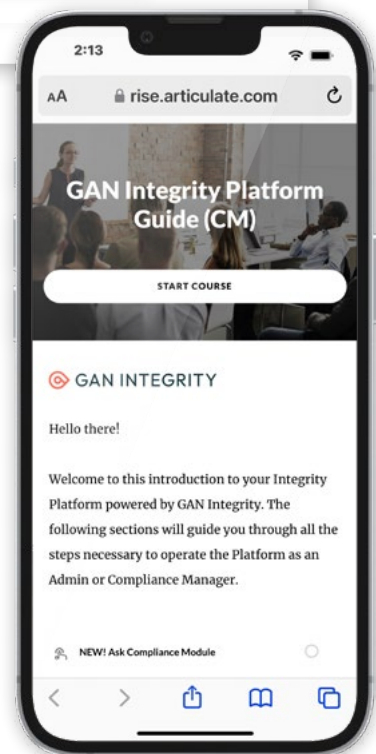 2:13
AA rise.articulate.com
GAN Integrity Platform
Guide (CM)
START COURSE
GAN INTEGRITY
Hello there!
Welcome to this introduction to your Integrity
Platform powered by GAN Integrity. The
following sections will guide you through all the
steps necessary to operate the Platform as an
Admin or Compliance Manager.
NEW! Ask Compliance Module